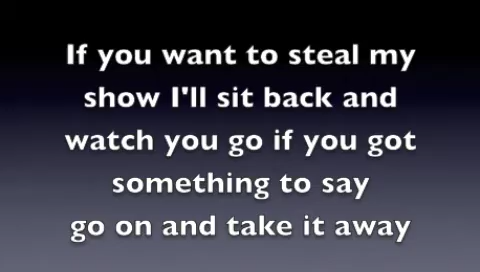 If you want to steal my
show I'll sit back and
watch you go if you got
something to say
go on and take it away